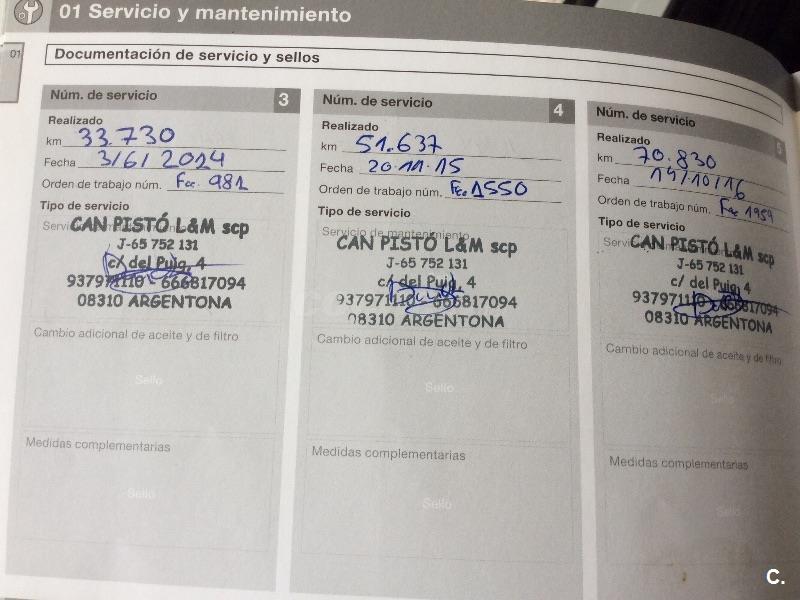 01 Servicio y mantenimiento
01
Documentación de servicio y sellos
Núm. de servicio 3
Realizado
km 33.730
Fecha 3/6/2014
Orden de trabajo núm. Fac. 981
Tipo de servicio
CAN PISTÓ L&M scp
J-65 752 131
c/ del Puig, 4
937971110 666817094
08310 ARGENTONA
Cambio adicional de aceite y de filtro
Sello
Medidas complementarias
Sello
Núm. de servicio 4
Realizado
km 51.637
Fecha 20.11.15
Orden de trabajo núm. Fac 1550
Tipo de servicio
Servicio de mantenimiento
CAN PISTÓ L&M scp
J-65 752 131
c/ del Puig, 4
937971110 666817094
08310 ARGENTONA
Cambio adicional de aceite y de filtro
Sello
Medidas complementarias
Sello
Núm. de servicio 5
Realizado
km 70.830
Fecha 14/10/16
Orden de trabajo núm. Fac 1959
Tipo de servicio
CAN PISTÓ L&M scp
J-65 752 131
c/ del Puig, 4
937971110 666817094
08310 ARGENTONA
Cambio adicional de aceite y de filtro
Sello
Medidas complementarias
Sello
C.